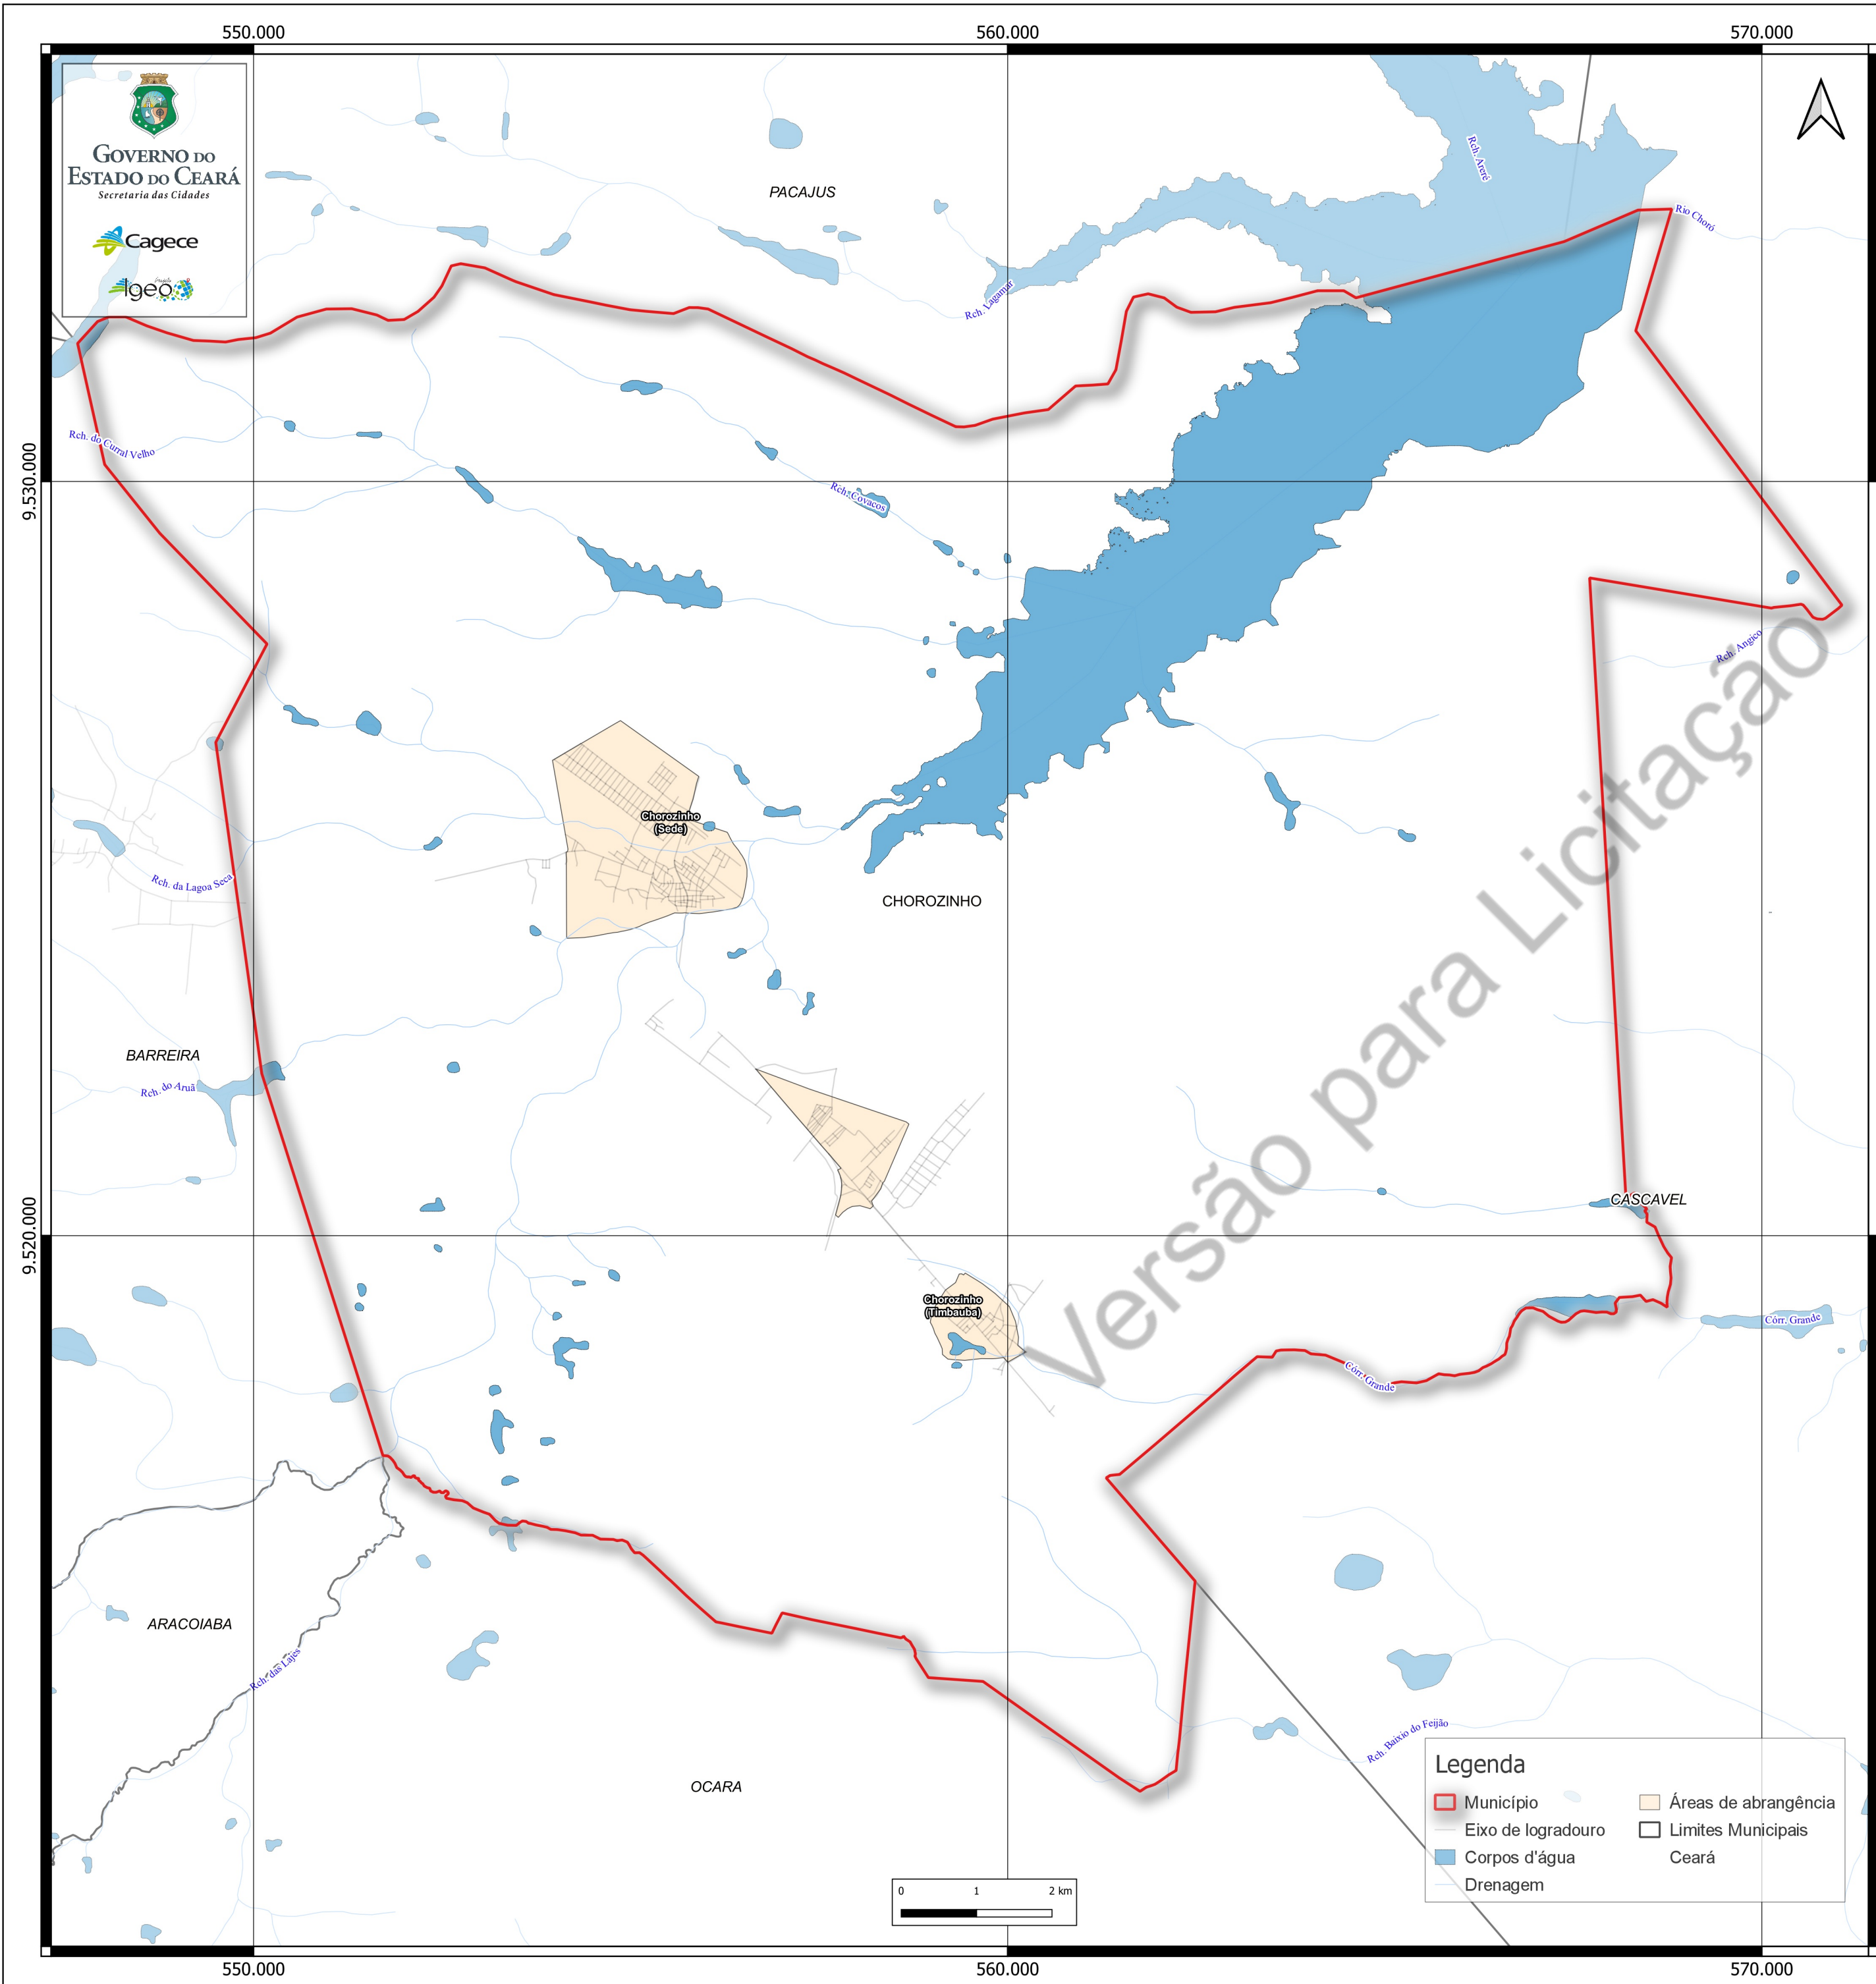 550.000
560.000
570.000
GOVERNO DO
ESTADO DO CEARÁ
Secretaria das Cidades
Cagece
Igeo
PACAJUS
Rch. Areré
Rio Choró
Rch. Lagamar
Rch. do Curral Velho
9.530.000
Rch. Covacos
Rch. Angico
Chorozinho
(Sede)
Rch. da Lagoa Seca
CHOROZINHO
BARREIRA
Rch. do Aruã
Versão para Licitação
CASCAVEL
9.520.000
Chorozinho
(Timbauba)
Córr. Grande
Córr. Grande
ARACOIABA
Rch. das Lajes
Rch. Baixio do Feijão
OCARA
Legenda
Município
Eixo de logradouro
Corpos d'água
Drenagem
Áreas de abrangência
Limites Municipais
Ceará
0 1 2 km
550.000
560.000
570.000